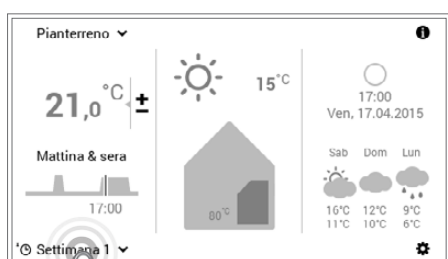 Pianterreno
21,0 °C ±
Mattina & sera
17:00
Settimana 1
15°C
80°C
17:00
Ven, 17.04.2015
Sab Dom Lun
16°C 12°C 9°C
11°C 10°C 6°C